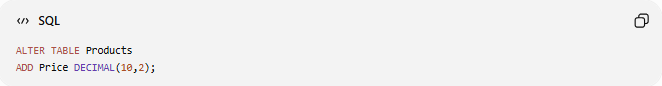 SQL
ALTER TABLE Products
ADD Price DECIMAL(10,2);